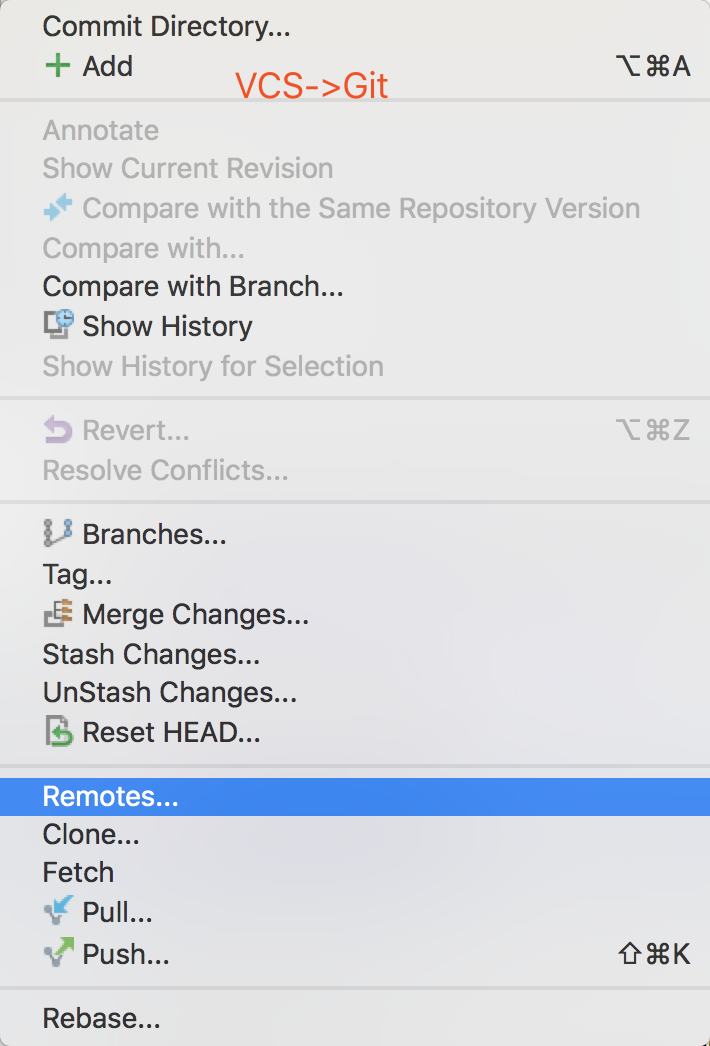 Commit Directory...
Add ⌥⌘A
VCS->Git
Annotate
Show Current Revision
Compare with the Same Repository Version
Compare with...
Compare with Branch...
Show History
Show History for Selection
Revert... ⌥⌘Z
Resolve Conflicts...
Branches...
Tag...
Merge Changes...
Stash Changes...
UnStash Changes...
Reset HEAD...
Remotes...
Clone...
Fetch
Pull...
Push... ⇧⌘K
Rebase...